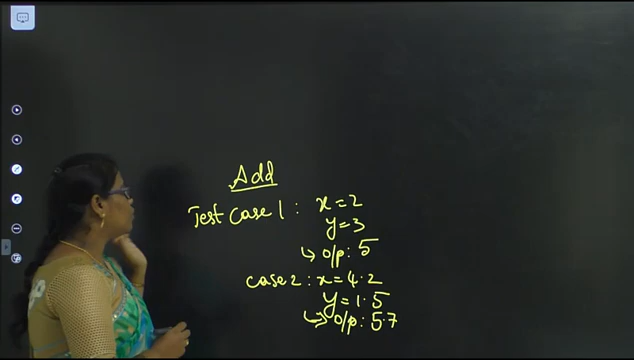 Add
Test Case 1 : x = 2
y = 3
↳ o/p : 5
case 2 : x = 4.2
y = 1.5
↳ o/p : 5.7